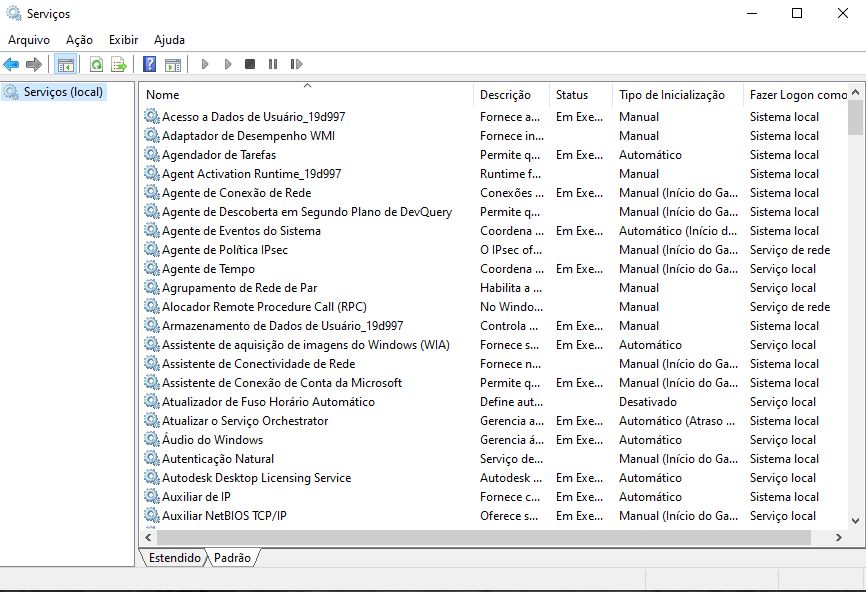 Serviços
Arquivo Ação Exibir Ajuda
Serviços (local)
Nome Descrição Status Tipo de Inicialização Fazer Logon como
Acesso a Dados de Usuário_19d997 Fornece a... Em Exe... Manual Sistema local
Adaptador de Desempenho WMI Fornece in... Manual Sistema local
Agendador de Tarefas Permite q... Em Exe... Automático Sistema local
Agent Activation Runtime_19d997 Runtime f... Manual Sistema local
Agente de Conexão de Rede Conexões ... Em Exe... Manual (Início do Ga... Sistema local
Agente de Descoberta em Segundo Plano de DevQuery Permite q... Manual (Início do Ga... Sistema local
Agente de Eventos do Sistema Coordena ... Em Exe... Automático (Início d... Sistema local
Agente de Política IPsec O IPsec of... Manual (Início do Ga... Serviço de rede
Agente de Tempo Coordena ... Em Exe... Manual (Início do Ga... Serviço local
Agrupamento de Rede de Par Habilita a ... Manual Serviço local
Alocador Remote Procedure Call (RPC) No Windo... Manual Serviço de rede
Armazenamento de Dados de Usuário_19d997 Controla ... Em Exe... Manual Sistema local
Assistente de aquisição de imagens do Windows (WIA) Fornece s... Em Exe... Automático Serviço local
Assistente de Conectividade de Rede Fornece n... Manual (Início do Ga... Sistema local
Assistente de Conexão de Conta da Microsoft Permite q... Em Exe... Manual (Início do Ga... Sistema local
Atualizador de Fuso Horário Automático Define aut... Desativado Serviço local
Atualizar o Serviço Orchestrator Gerencia a... Em Exe... Automático (Atraso ... Sistema local
Áudio do Windows Gerencia á... Em Exe... Automático Serviço local
Autenticação Natural Serviço de... Manual (Início do Ga... Sistema local
Autodesk Desktop Licensing Service Autodesk ... Em Exe... Automático Sistema local
Auxiliar de IP Fornece c... Em Exe... Automático Sistema local
Auxiliar NetBIOS TCP/IP Oferece s... Em Exe... Manual (Início do Ga... Serviço local
Estendido Padrão